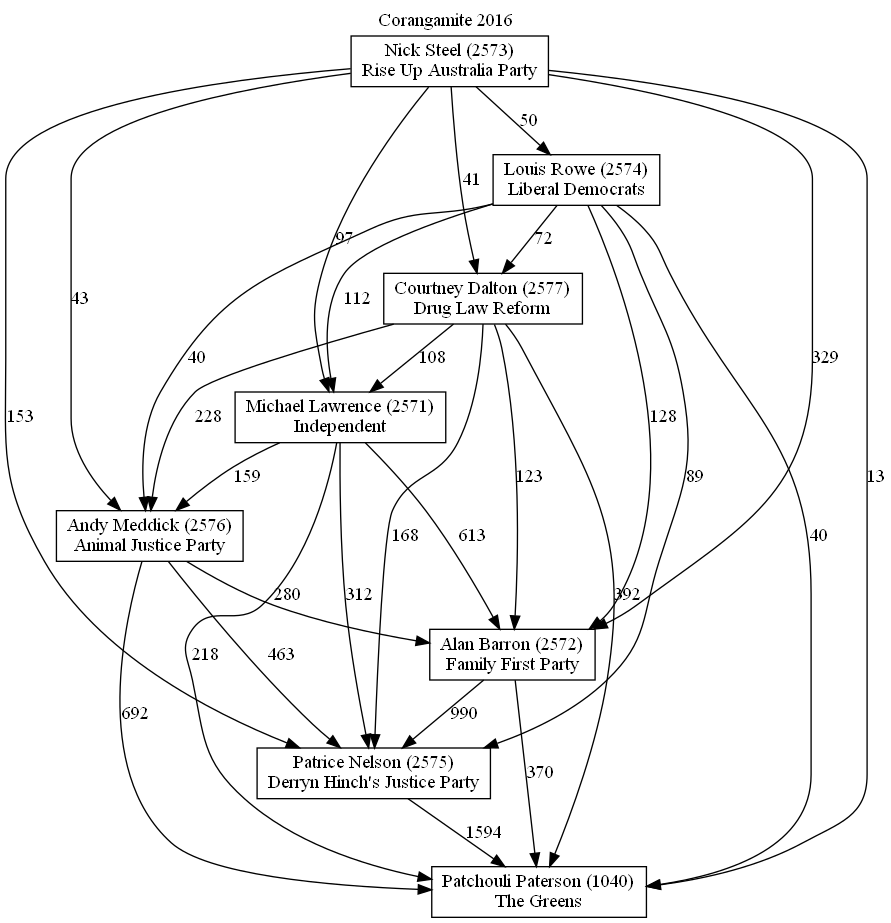 Corangamite 2016
Nick Steel (2573)
Rise Up Australia Party
50
Louis Rowe (2574)
Liberal Democrats
41
97
72
Courtney Dalton (2577)
Drug Law Reform
43
112
40
108
329
153
228
128
Michael Lawrence (2571)
Independent
159
123
89
13
Andy Meddick (2576)
Animal Justice Party
168
613
40
280
312
392
Alan Barron (2572)
Family First Party
218
463
692
990
Patrice Nelson (2575)
Derryn Hinch's Justice Party
370
1594
Patchouli Paterson (1040)
The Greens